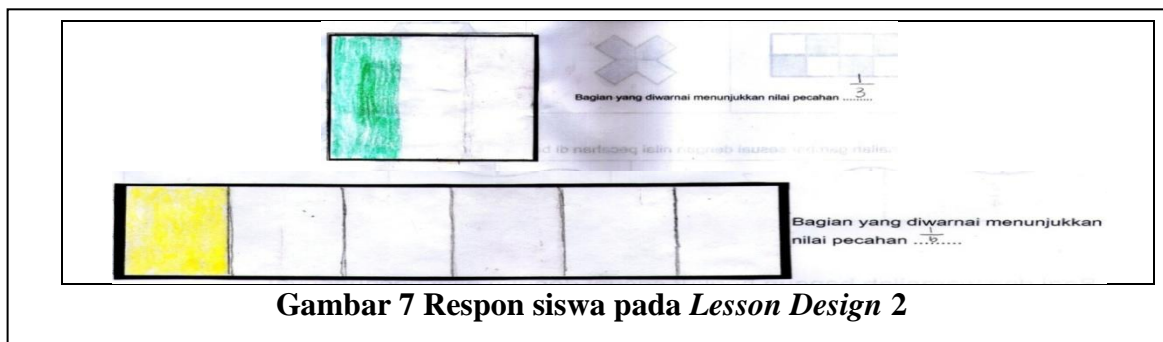 Bagian yang diwarnai menunjukkan nilai pecahan 1/3
Bagian yang diwarnai menunjukkan
nilai pecahan 1/6
Gambar 7 Respon siswa pada Lesson Design 2